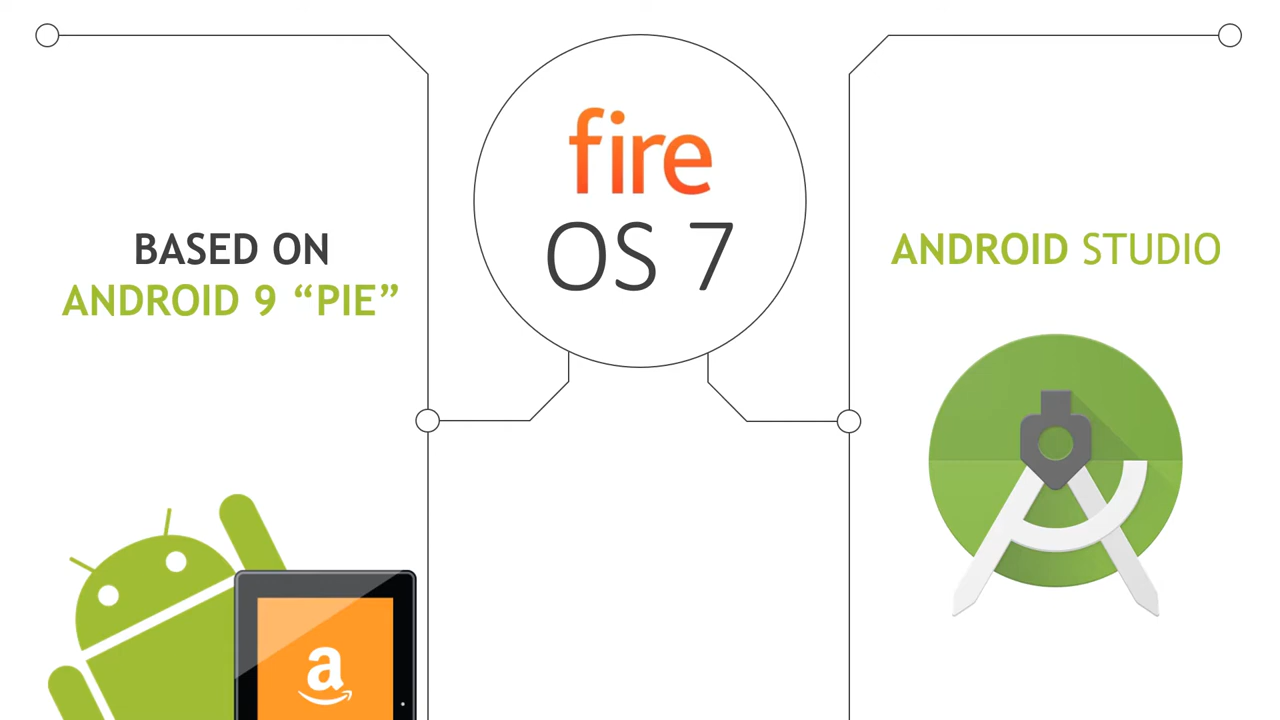 fire
OS 7
BASED ON
ANDROID 9 “PIE”
ANDROID STUDIO
a